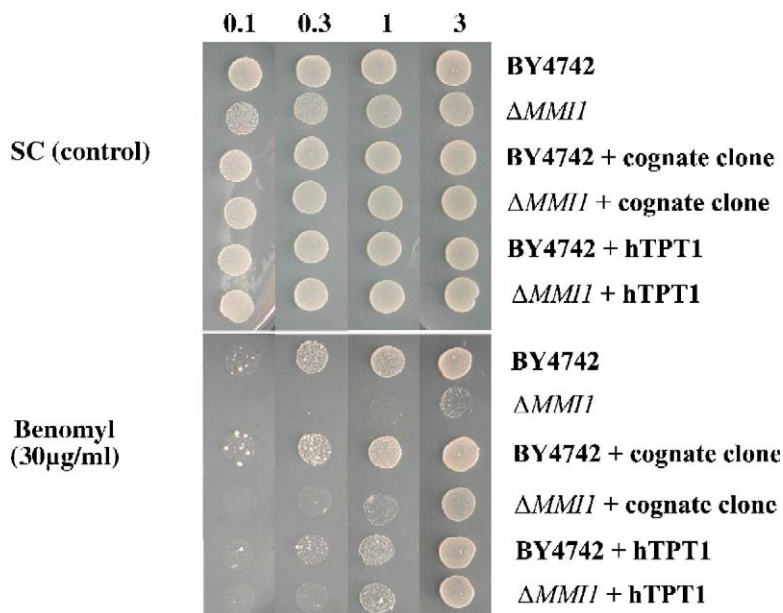 0.1 0.3 1 3
BY4742
ΔMMI1
SC (control)
BY4742 + cognate clone
ΔMMI1 + cognate clone
BY4742 + hTPT1
ΔMMI1 + hTPT1
BY4742
ΔMMI1
Benomyl
(30µg/ml)
BY4742 + cognate clone
ΔMMI1 + cognate clone
BY4742 + hTPT1
ΔMMI1 + hTPT1